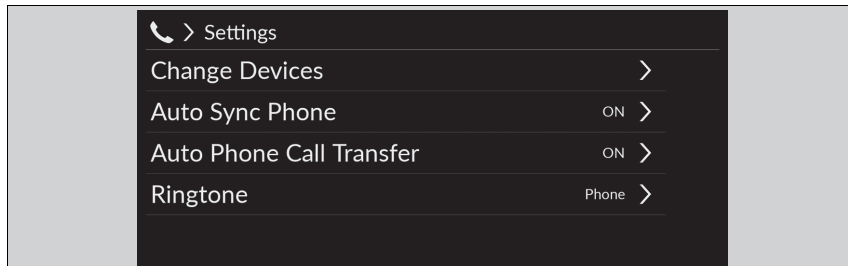 Settings
Change Devices
Auto Sync Phone ON
Auto Phone Call Transfer ON
Ringtone Phone